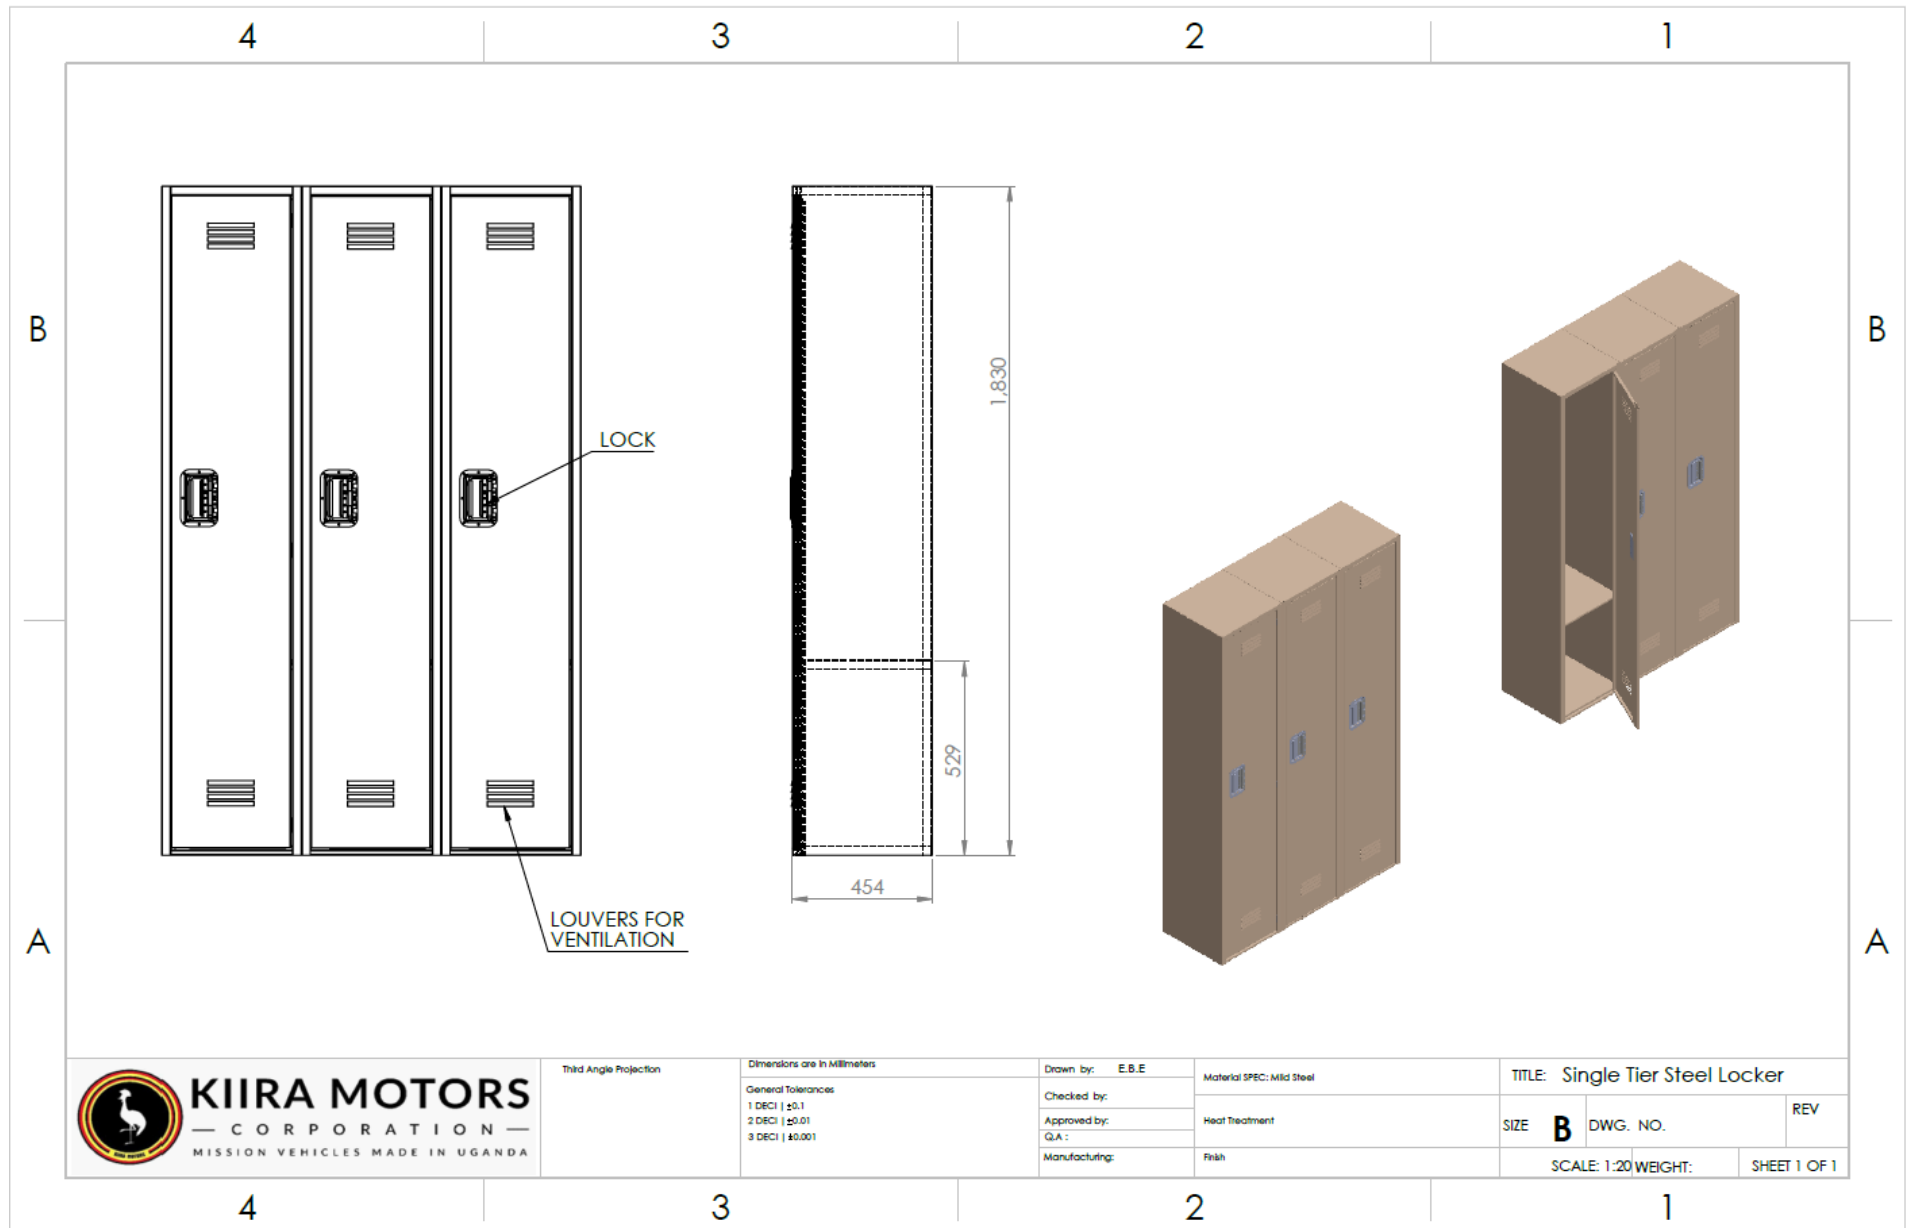 4 3 2 1
B B
LOCK
1,830
529
454
LOUVERS FOR
VENTILATION
A A
KIIRA MOTORS
CORPORATION
MISSION VEHICLES MADE IN UGANDA
Third Angle Projection
Dimensions are in Millimeters
General Tolerances
1 DECI | ±0.1
2 DECI | ±0.01
3 DECI | ±0.001
Drawn by: E.B.E
Checked by:
Approved by:
Q.A :
Manufacturing:
Material SPEC: Mild Steel
Heat Treatment
Finish
TITLE: Single Tier Steel Locker
SIZE B DWG. NO. REV
SCALE: 1:20 WEIGHT: SHEET 1 OF 1
4 3 2 1